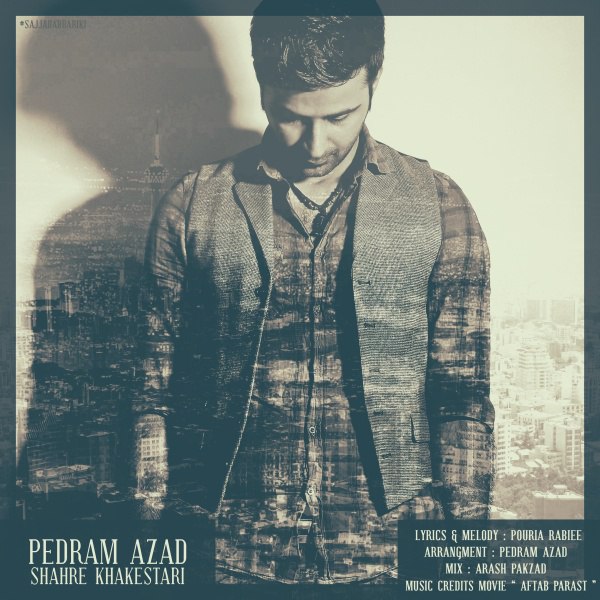 PEDRAM AZAD
SHAHRE KHAKESTARI
LYRICS & MELODY : POURIA RABIEE
ARRANGMENT : PEDRAM AZAD
MIX : ARASH PAKZAD
MUSIC CREDITS MOVIE “ AFTAB PARAST ”